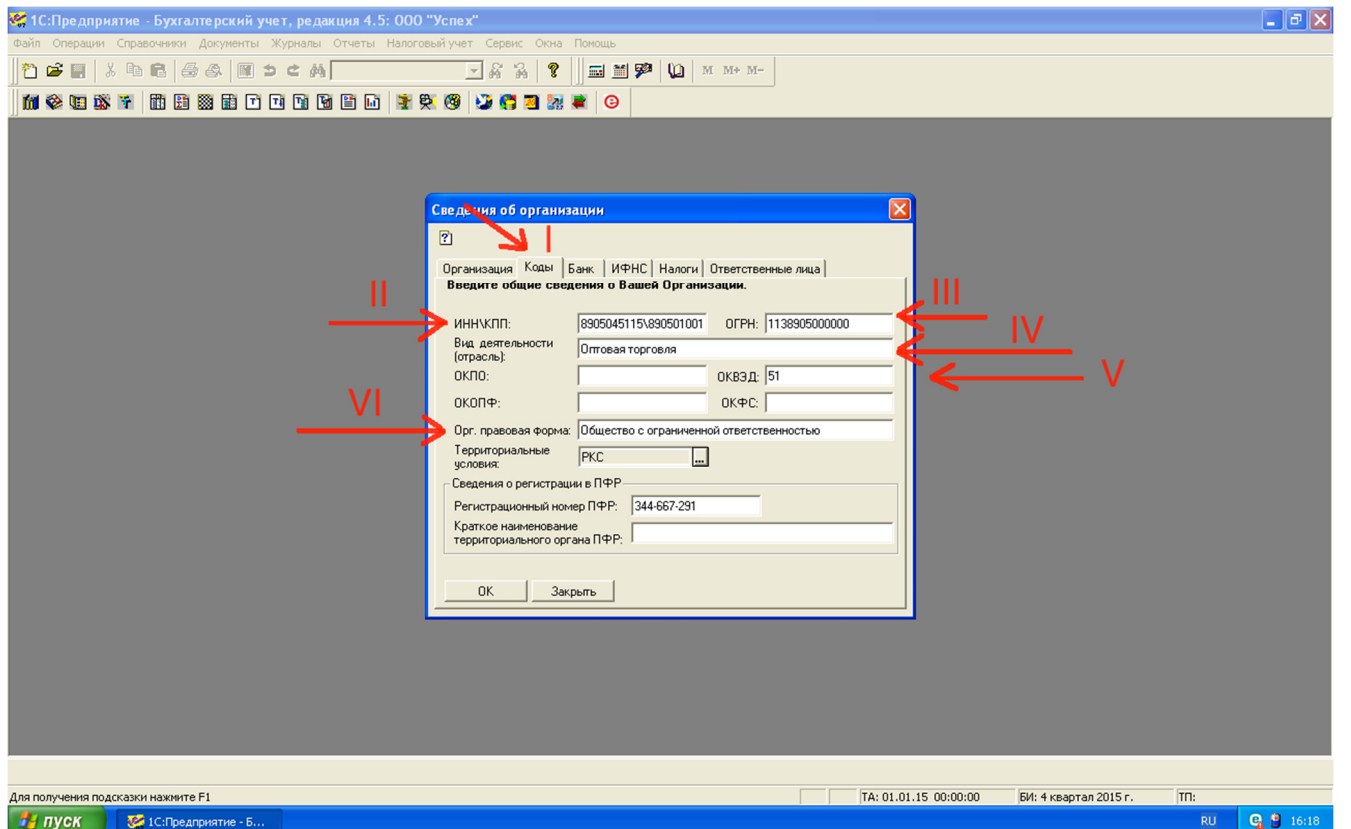 1С:Предприятие - Бухгалтерский учет, редакция 4.5: ООО "Успех"
Файл Операции Справочники Документы Журналы Отчеты Налоговый учет Сервис Окна Помощь
M M+ M-
Сведения об организации
I
Организация Коды Банк ИФНС Налоги Ответственные лица
Введите общие сведения о Вашей Организации.
II
III
ИНН\КПП: 8905045115\890501001 ОГРН: 1138905000000
IV
Вид деятельности
(отрасль): Оптовая торговля
V
ОКПО: ОКВЭД: 51
VI
ОКОПФ: ОКФС:
Орг. правовая форма: Общество с ограниченной ответственностью
Территориальные
условия: РКС ...
Сведения о регистрации в ПФР
Регистрационный номер ПФР: 344-667-291
Краткое наименование
территориального органа ПФР:
OK Закрыть
Для получения подсказки нажмите F1 ТА: 01.01.15 00:00:00 БИ: 4 квартал 2015 г. ТП:
пуск 1С:Предприятие - Б... RU 16:18